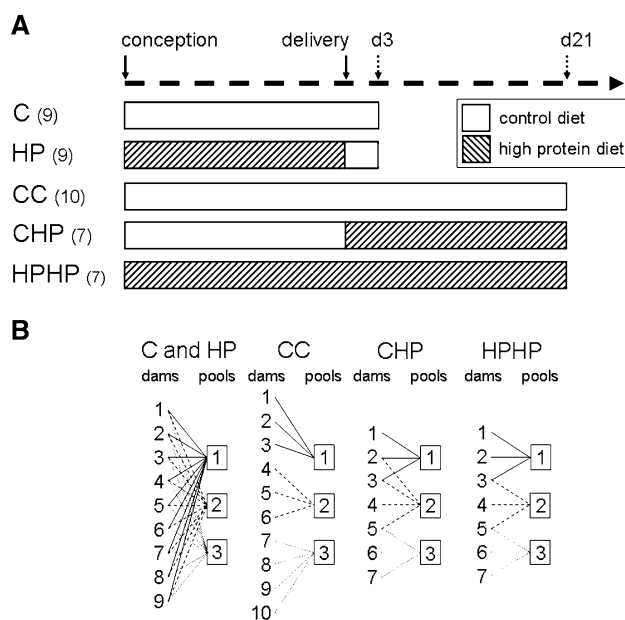 A
conception delivery d3 d21
C (9)
control diet
HP (9)
high protein diet
CC (10)
CHP (7)
HPHP (7)
B
C and HP CC CHP HPHP
dams pools dams pools dams pools dams pools
1 2 3 4 5 6 7 8 9
1 2 3
1 2 3 4 5 6 7 8 9 10
1 2 3
1 2 3 4 5 6 7
1 2 3
1 2 3 4 5 6 7
1 2 3